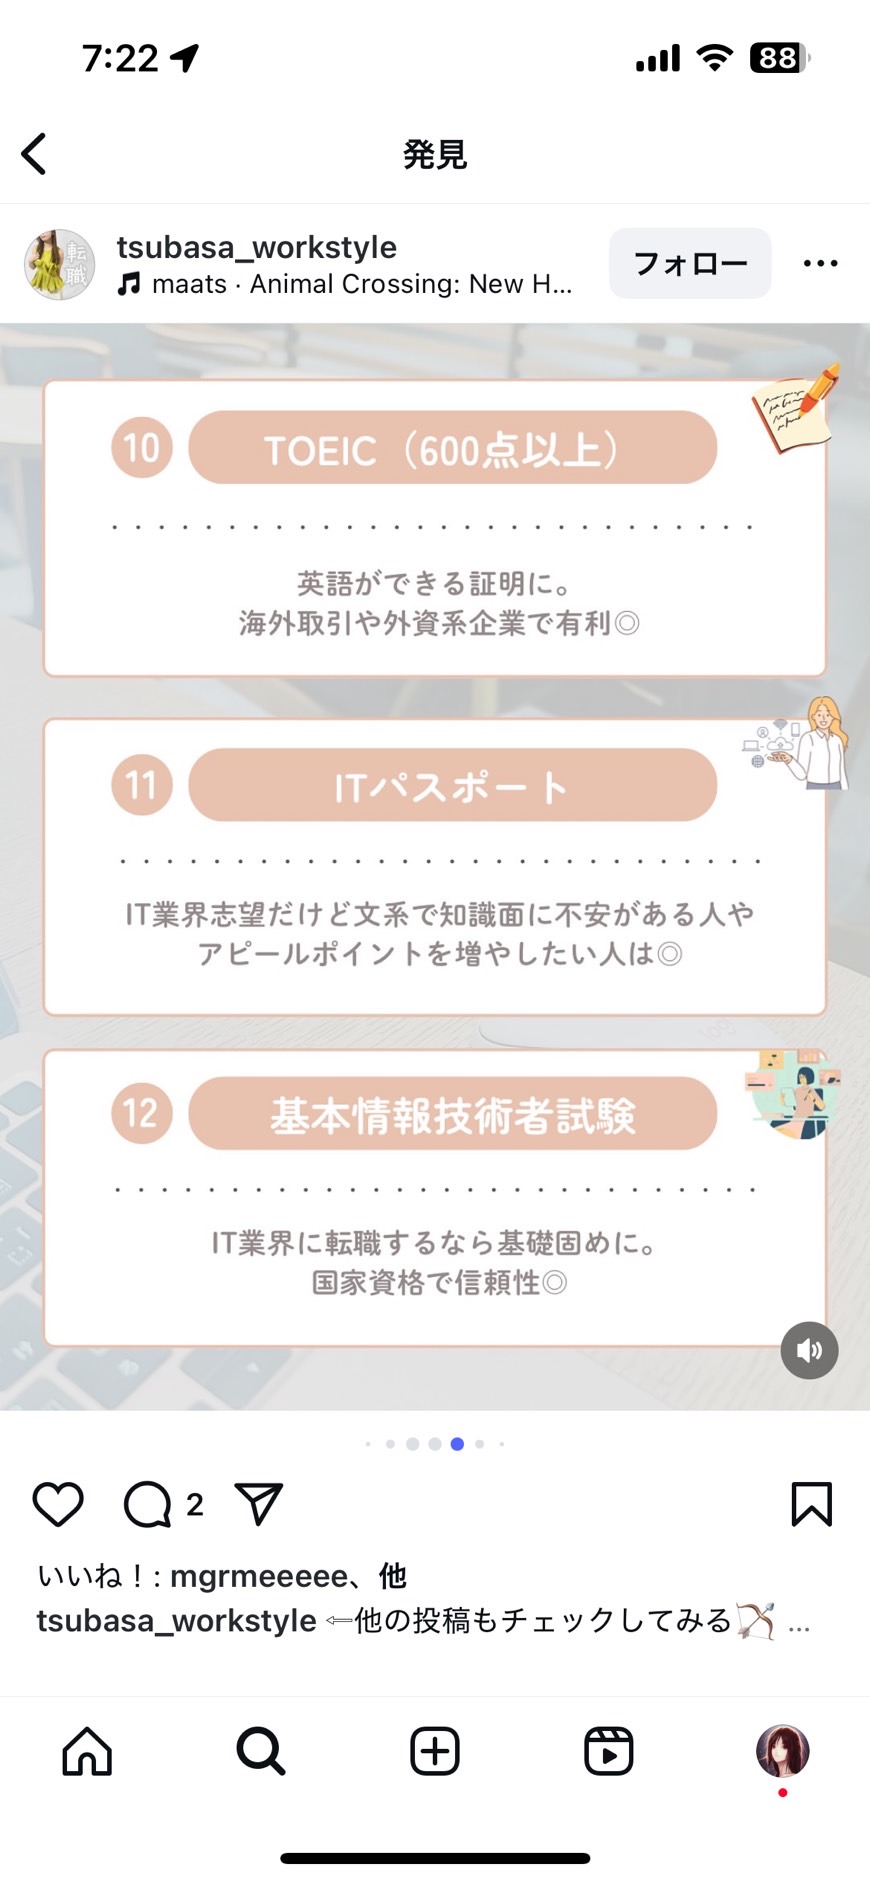 7:22
88
発見
転
職
tsubasa_workstyle
maats · Animal Crossing: New H...
フォロー
10 TOEIC（600点以上）
英語ができる証明に。
海外取引や外資系企業で有利◎
11 ITパスポート
IT業界志望だけど文系で知識面に不安がある人や
アピールポイントを増やしたい人は◎
12 基本情報技術者試験
IT業界に転職するなら基礎固めに。
国家資格で信頼性◎
2
いいね！: mgrmeeeee、他
tsubasa_workstyle ⇦他の投稿もチェックしてみる🏹 ...